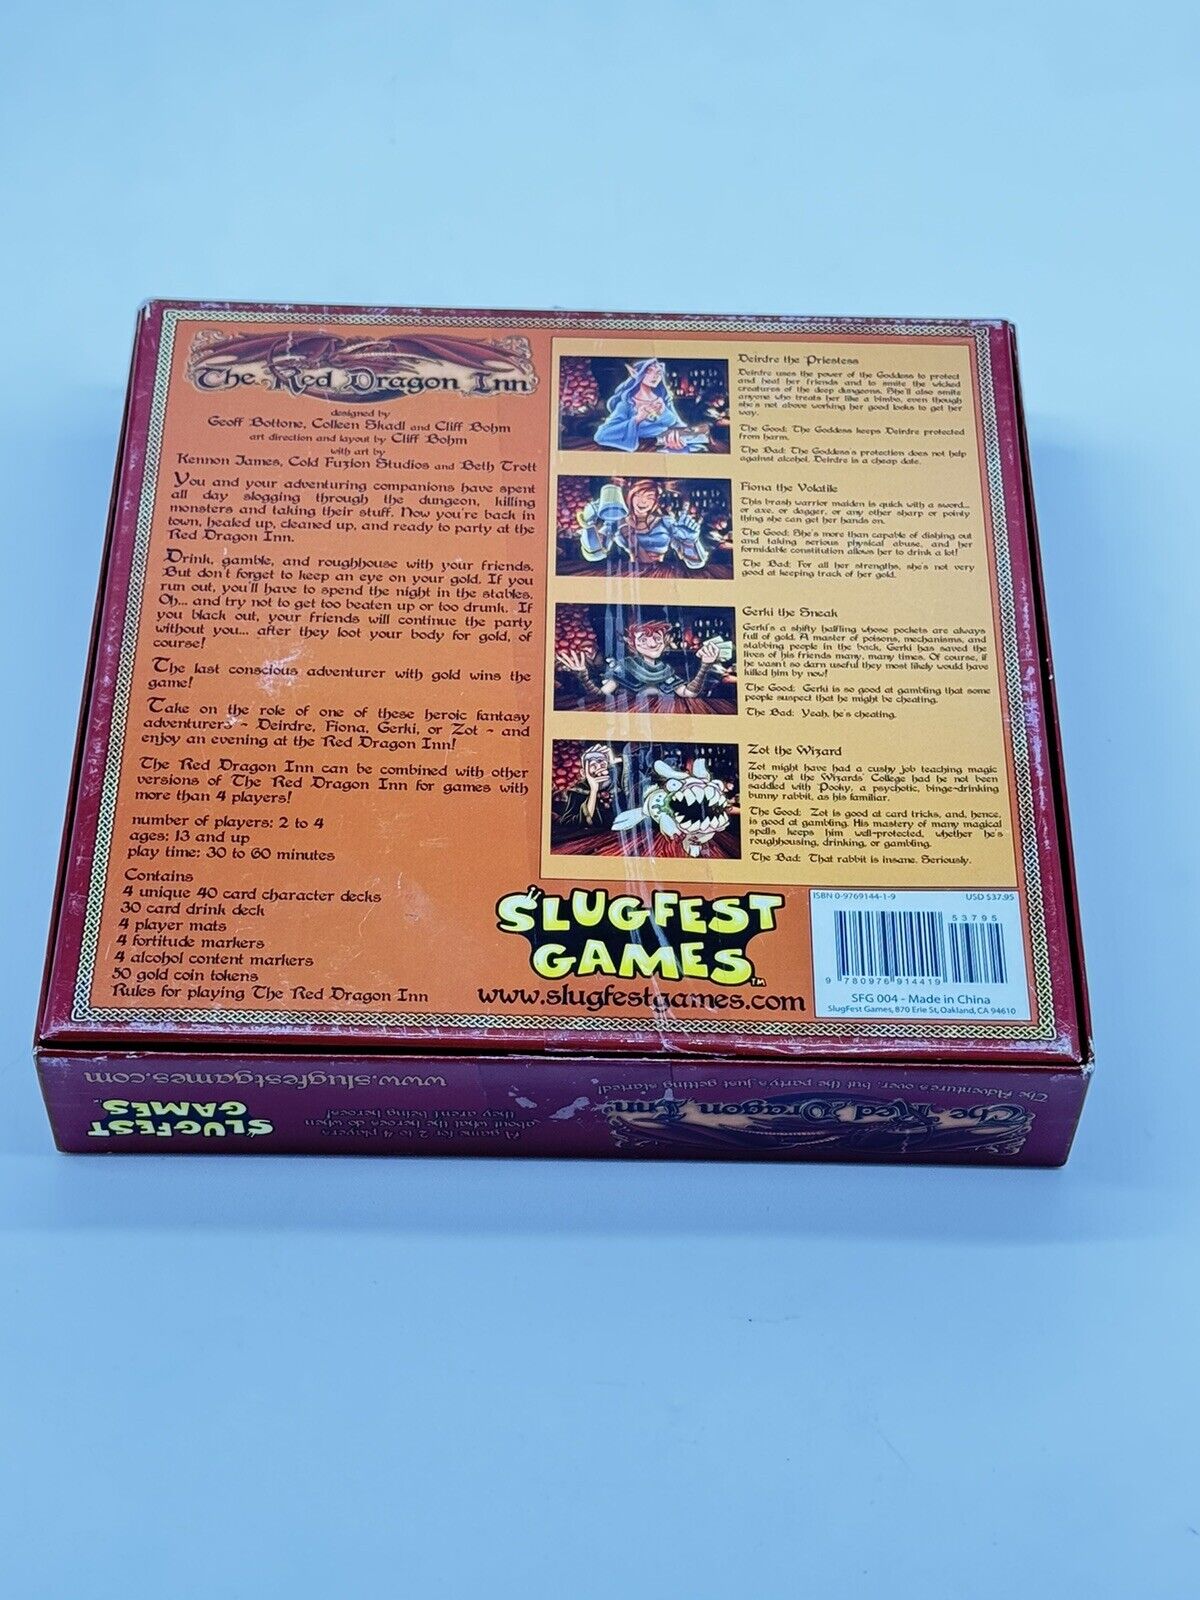 The Red Dragon Inn
designed by
Geoff Bottone, Colleen Skadl and Cliff Bohm
art direction and layout by Cliff Bohm
with art by
Kennon James, Cold Fuzion Studios and Beth Trott
You and your adventuring companions have spent
all day slogging through the dungeon, killing
monsters and taking their stuff. Now you're back in
town, healed up, cleaned up, and ready to party at the
Red Dragon Inn.
Drink, gamble, and roughhouse with your friends.
But don't forget to keep an eye on your gold. If you
run out, you'll have to spend the night in the stables.
Oh... and try not to get too beaten up or too drunk. If
you black out, your friends will continue the party
without you... after they loot your body for gold, of
course!
The last conscious adventurer with gold wins the
game!
Take on the role of one of these heroic fantasy
adventurers - Deirdre, Fiona, Gerki, or Zot - and
enjoy an evening at the Red Dragon Inn!
The Red Dragon Inn can be combined with other
versions of The Red Dragon Inn for games with
more than 4 players!
number of players: 2 to 4
ages: 13 and up
play time: 30 to 60 minutes
Contains
4 unique 40 card character decks
30 card drink deck
4 player mats
4 fortitude markers
4 alcohol content markers
50 gold coin tokens
Rules for playing The Red Dragon Inn
Deirdre the Priestess
Deirdre uses the power of the Goddess to protect
and heal her friends and to smite the wicked
creatures of the deep dungeons. She'll also smite
anyone who treats her like a bimbo, even though
she's not above working her good looks to get her
way.
The Good: The Goddess keeps Deirdre protected
from harm.
The Bad: The Goddess's protection does not help
against alcohol. Deirdre is a cheap date.
Fiona the Volatile
This brash warrior maiden is quick with a sword...
or axe, or dagger, or any other sharp or pointy
thing she can get her hands on.
The Good: She's more than capable of dishing out
and taking serious physical abuse, and her
formidable constitution allows her to drink a lot!
The Bad: For all her strengths, she's not very
good at keeping track of her gold.
Gerki the Sneak
Gerki's a shifty halfling whose pockets are always
full of gold. A master of poisons, mechanisms, and
stabbing people in the back, Gerki has saved the
lives of his friends many, many times. Of course, if
he wasn't so darn useful they most likely would have
killed him by now!
The Good: Gerki is so good at gambling that some
people suspect that he might be cheating.
The Bad: Yeah, he's cheating.
Zot the Wizard
Zot might have had a cushy job teaching magic
theory at the Wizards' College had he not been
saddled with Pooky, a psychotic, binge-drinking
bunny rabbit, as his familiar.
The Good: Zot is good at card tricks, and, hence,
is good at gambling. His mastery of many magical
spells keeps him well-protected, whether he's
roughhousing, drinking, or gambling.
The Bad: That rabbit is insane. Seriously.
SLUGFEST
GAMES™
www.slugfestgames.com
ISBN 0-9769144-1-9 USD $37.95
53795
9 780976 914419
SFG 004 - Made in China
SlugFest Games, 870 Erie St, Oakland, CA 94610
The Adventure's over, but the party's just getting started!
The Red Dragon Inn
A game for 2 to 4 players
about what the heroes do when
they aren't being heroes!
SLUGFEST
GAMES
www.slugfestgames.com